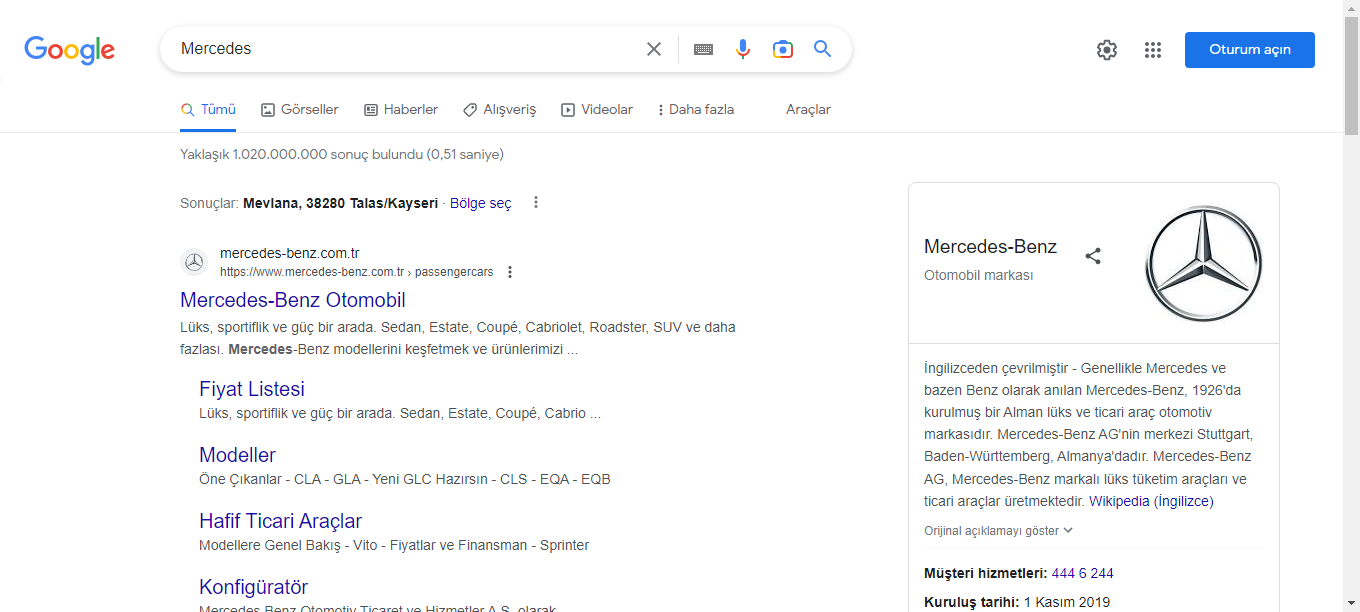 Google
Mercedes
Oturum açın
Tümü
Görseller
Haberler
Alışveriş
Videolar
Daha fazla
Araçlar
Yaklaşık 1.020.000.000 sonuç bulundu (0,51 saniye)
Sonuçlar: Mevlana, 38280 Talas/Kayseri · Bölge seç
mercedes-benz.com.tr
https://www.mercedes-benz.com.tr › passengercars
Mercedes-Benz Otomobil
Lüks, sportiflik ve güç bir arada. Sedan, Estate, Coupé, Cabriolet, Roadster, SUV ve daha
fazlası. Mercedes-Benz modellerini keşfetmek ve ürünlerimizi ...
Fiyat Listesi
Lüks, sportiflik ve güç bir arada. Sedan, Estate, Coupé, Cabrio ...
Modeller
Öne Çıkanlar - CLA - GLA - Yeni GLC Hazırsın - CLS - EQA - EQB
Hafif Ticari Araçlar
Modellere Genel Bakış - Vito - Fiyatlar ve Finansman - Sprinter
Konfigüratör
Mercedes Benz Otomotiv Ticaret ve Hizmetler A.Ş. olarak
Mercedes-Benz
Otomobil markası
İngilizceden çevrilmiştir - Genellikle Mercedes ve
bazen Benz olarak anılan Mercedes-Benz, 1926'da
kurulmuş bir Alman lüks ve ticari araç otomotiv
markasıdır. Mercedes-Benz AG'nin merkezi Stuttgart,
Baden-Württemberg, Almanya'dadır. Mercedes-Benz
AG, Mercedes-Benz markalı lüks tüketim araçları ve
ticari araçlar üretmektedir. Wikipedia (İngilizce)
Orijinal açıklamayı göster
Müşteri hizmetleri: 444 6 244
Kuruluş tarihi: 1 Kasım 2019